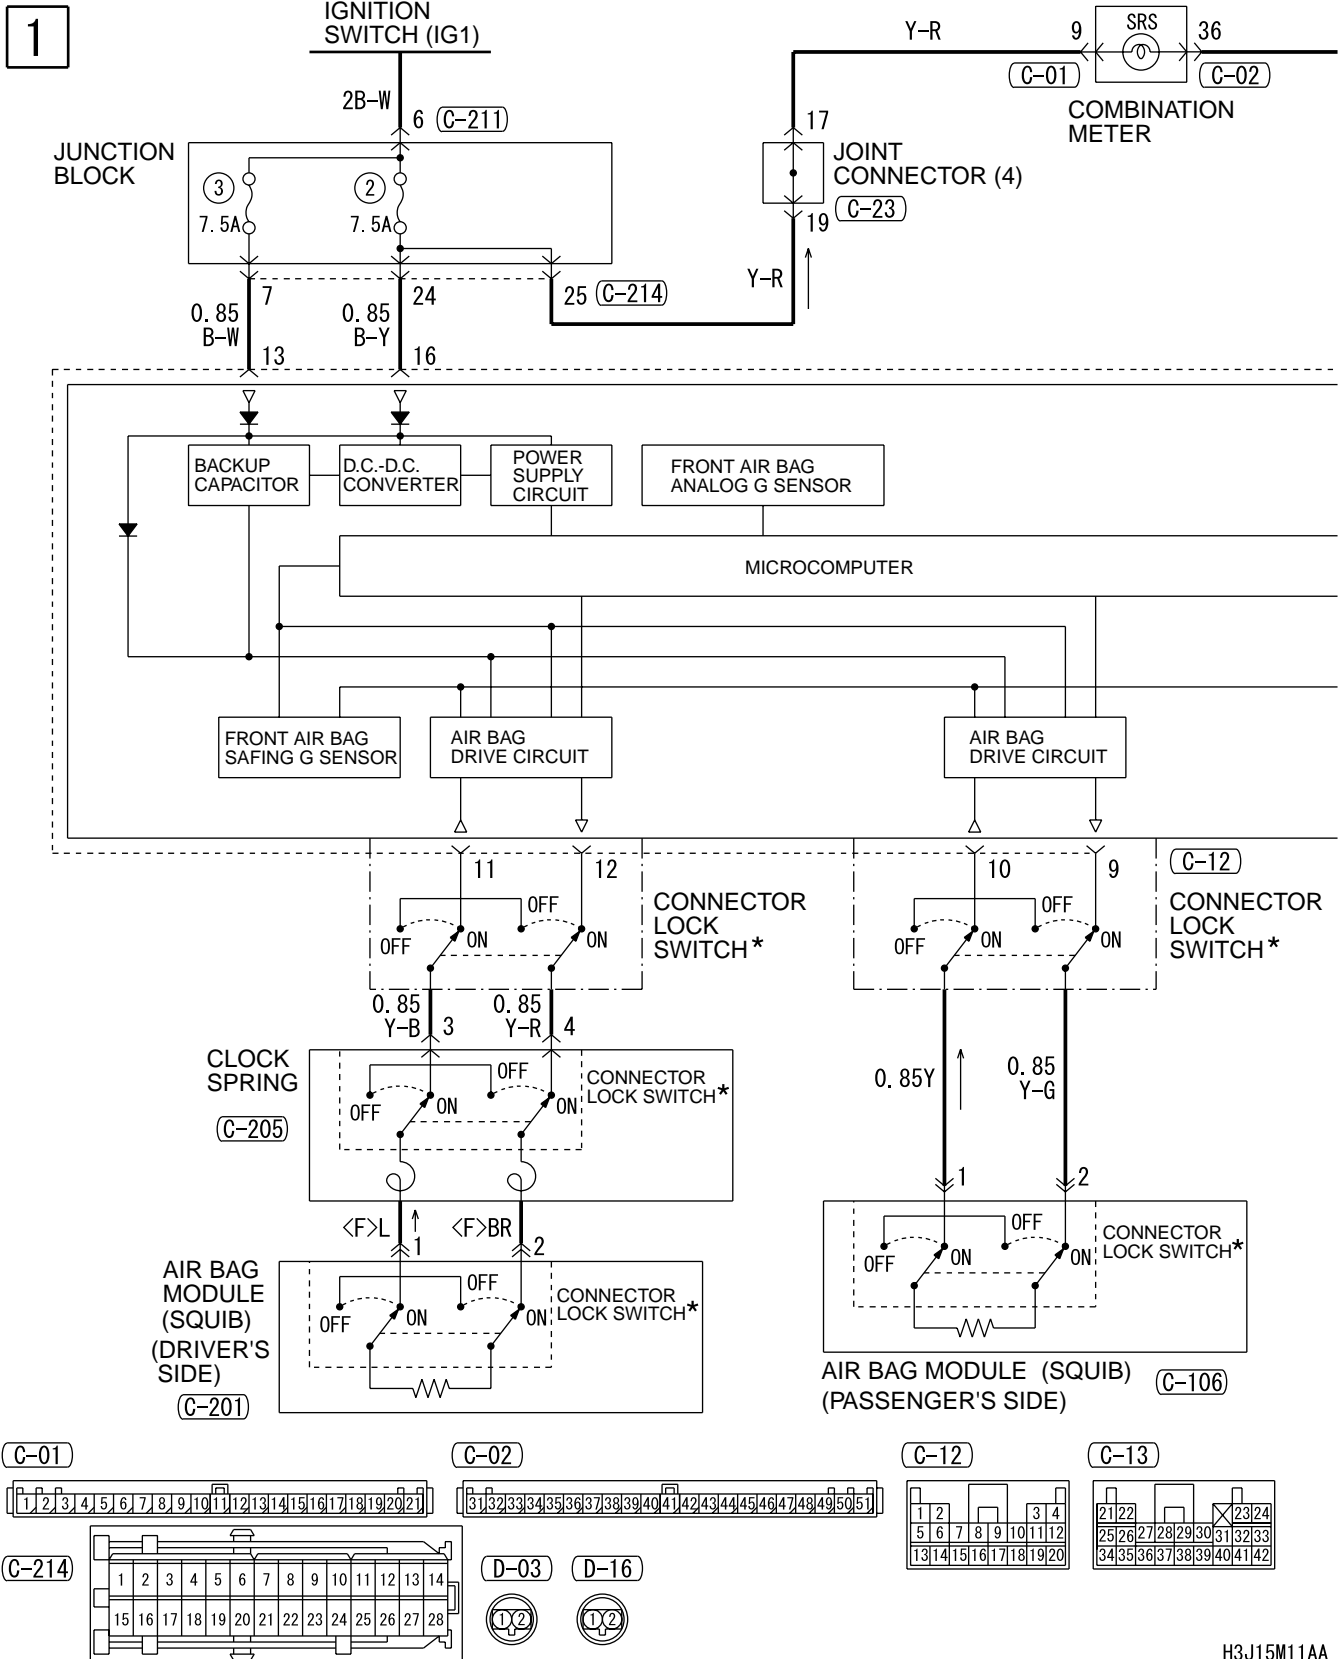 1
IGNITION
SWITCH (IG1)
2B-W
6
C-211
JUNCTION
BLOCK
3
7.5A
2
7.5A
7
24
25
C-214
0.85
B-W
0.85
B-Y
13
16
Y-R
Y-R
9
SRS
36
C-01
C-02
COMBINATION
METER
17
JOINT
CONNECTOR (4)
C-23
19
BACKUP
CAPACITOR
D.C.-D.C.
CONVERTER
POWER
SUPPLY
CIRCUIT
FRONT AIR BAG
ANALOG G SENSOR
MICROCOMPUTER
FRONT AIR BAG
SAFING G SENSOR
AIR BAG
DRIVE CIRCUIT
AIR BAG
DRIVE CIRCUIT
11
12
10
9
C-12
OFF
OFF
ON
ON
CONNECTOR
LOCK
SWITCH*
OFF
OFF
ON
ON
CONNECTOR
LOCK
SWITCH*
0.85
Y-B
3
0.85
Y-R
4
CLOCK
SPRING
C-205
OFF
OFF
ON
ON
CONNECTOR
LOCK SWITCH*
0.85Y
0.85
Y-G
1
2
<F>L
1
<F>BR
2
AIR BAG
MODULE
(SQUIB)
(DRIVER'S
SIDE)
C-201
OFF
OFF
ON
ON
CONNECTOR
LOCK SWITCH*
OFF
OFF
ON
ON
CONNECTOR
LOCK SWITCH*
AIR BAG MODULE (SQUIB)
(PASSENGER'S SIDE)
C-106
C-01
1 2 3 4 5 6 7 8 9 10 11 12 13 14 15 16 17 18 19 20 21
C-02
31 32 33 34 35 36 37 38 39 40 41 42 43 44 45 46 47 48 49 50 51
C-12
1 2 3 4
5 6 7 8 9 10 11 12
13 14 15 16 17 18 19 20
C-13
21 22 23 24
25 26 27 28 29 30 31 32 33
34 35 36 37 38 39 40 41 42
C-214
1 2 3 4 5 6 7 8 9 10 11 12 13 14
15 16 17 18 19 20 21 22 23 24 25 26 27 28
D-03
1 2
D-16
1 2
H3J15M11AA